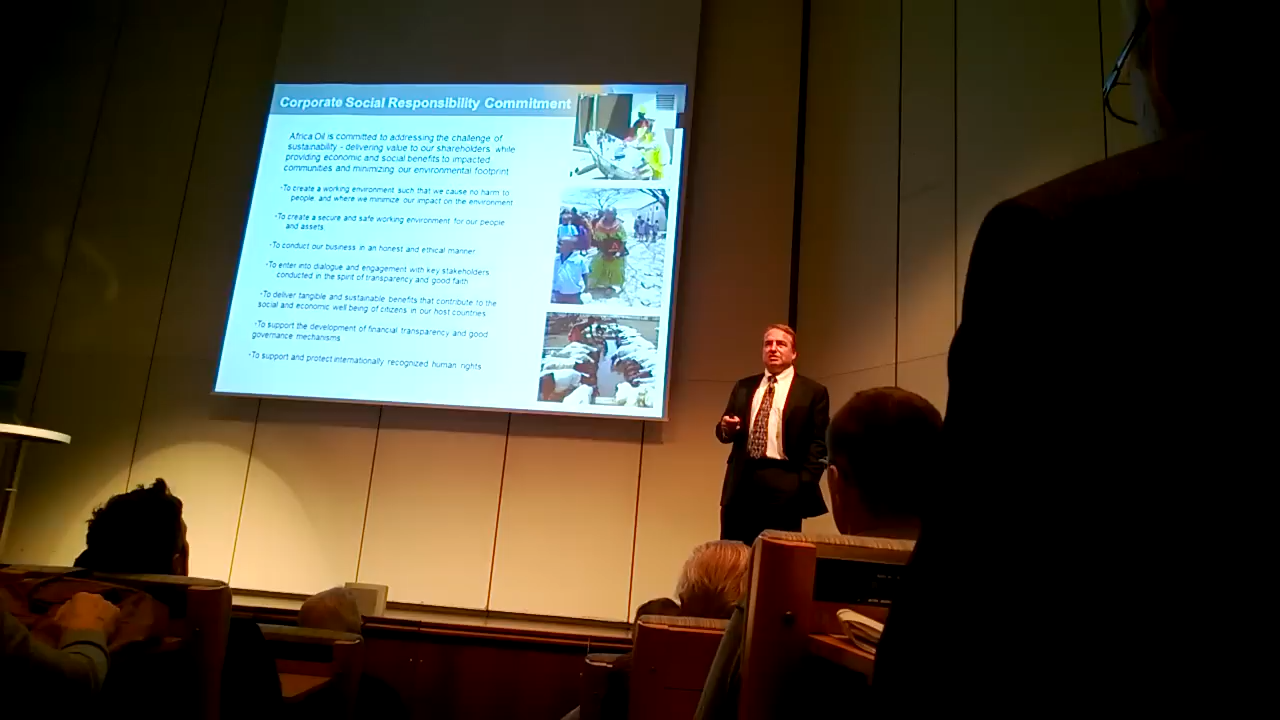 Corporate Social Responsibility Commitment
Africa Oil is committed to addressing the challenge of
sustainability - delivering value to our shareholders, while
providing economic and social benefits to impacted
communities and minimizing our environmental footprint
-To create a working environment such that we cause no harm to
people, and where we minimize our impact on the environment
-To create a secure and safe working environment for our people
and assets
-To conduct our business in an honest and ethical manner
-To enter into dialogue and engagement with key stakeholders
conducted in the spirit of transparency and good faith
-To deliver tangible and sustainable benefits that contribute to the
social and economic well being of citizens in our host countries
-To support the development of financial transparency and good
governance mechanisms
-To support and protect internationally recognized human rights